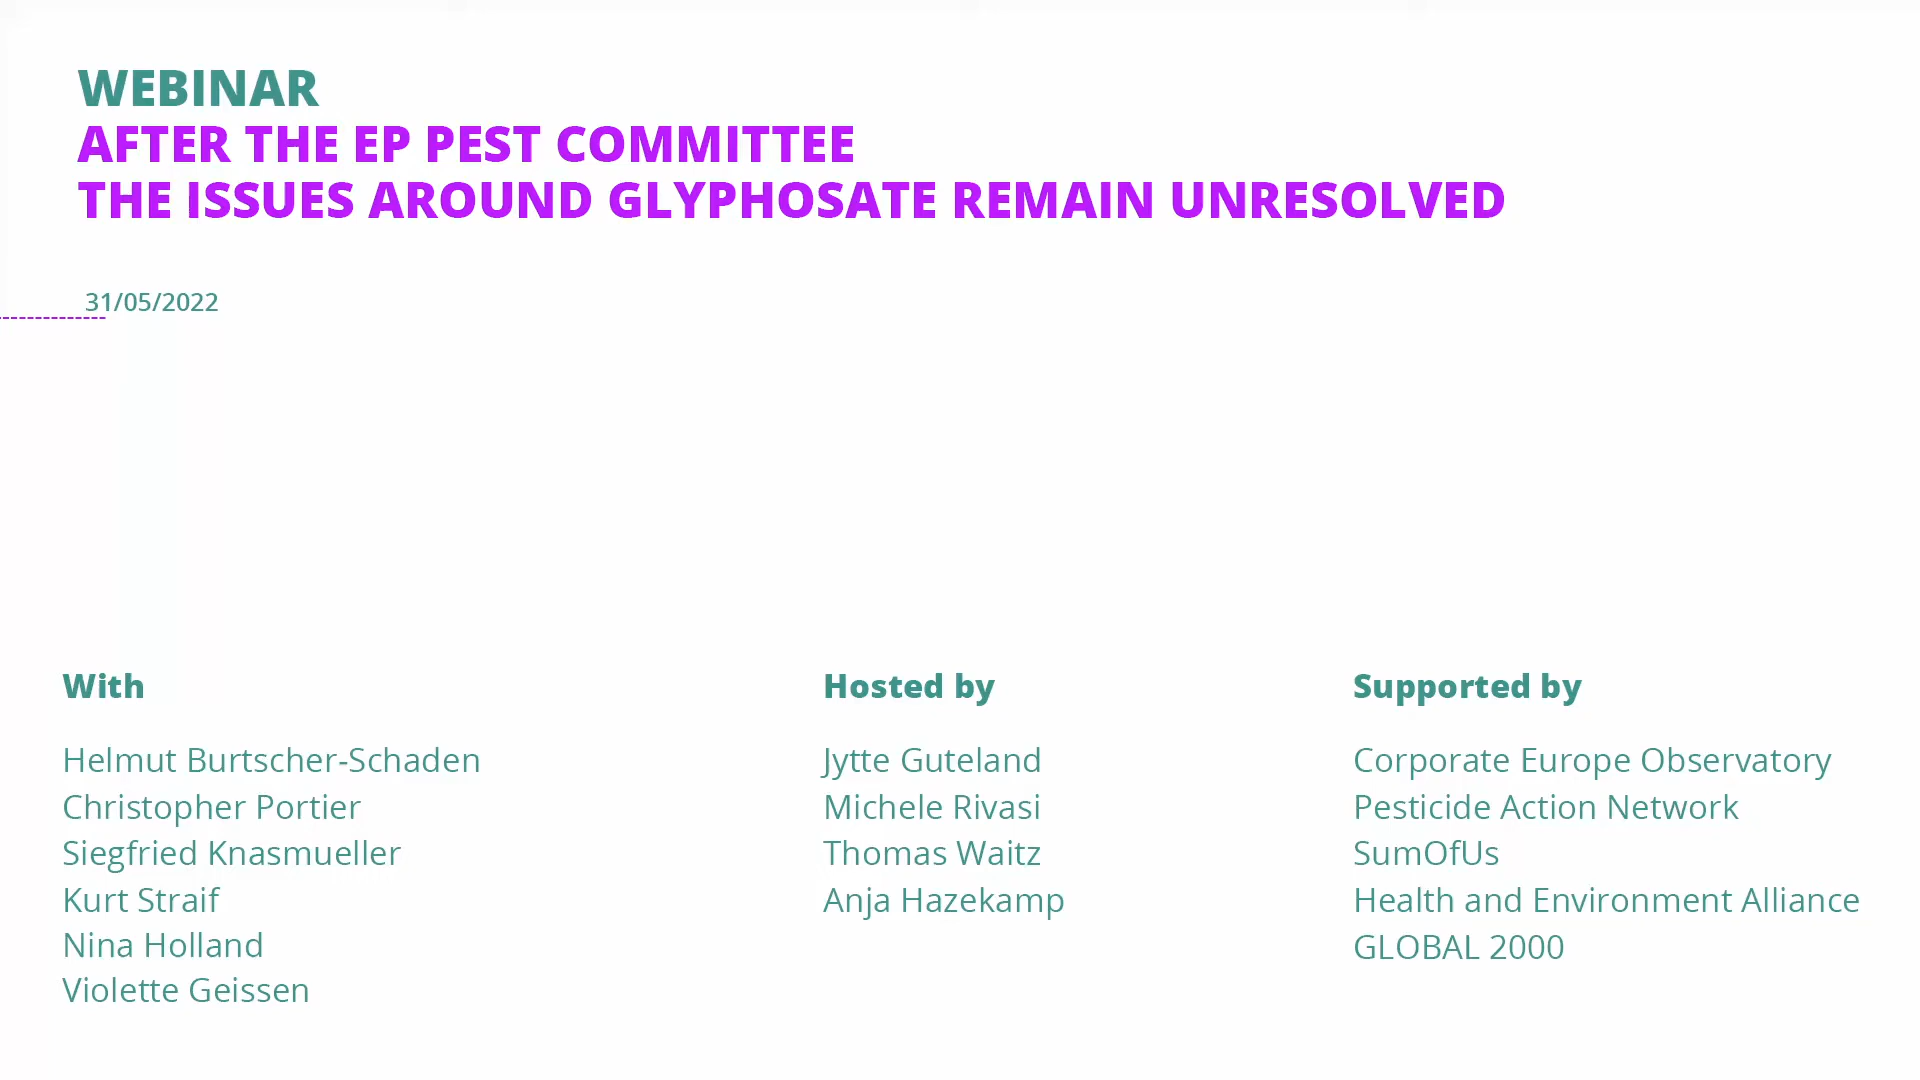 WEBINAR
AFTER THE EP PEST COMMITTEE
THE ISSUES AROUND GLYPHOSATE REMAIN UNRESOLVED
31/05/2022
With
Helmut Burtscher-Schaden
Christopher Portier
Siegfried Knasmueller
Kurt Straif
Nina Holland
Violette Geissen
Hosted by
Jytte Guteland
Michele Rivasi
Thomas Waitz
Anja Hazekamp
Supported by
Corporate Europe Observatory
Pesticide Action Network
SumOfUs
Health and Environment Alliance
GLOBAL 2000